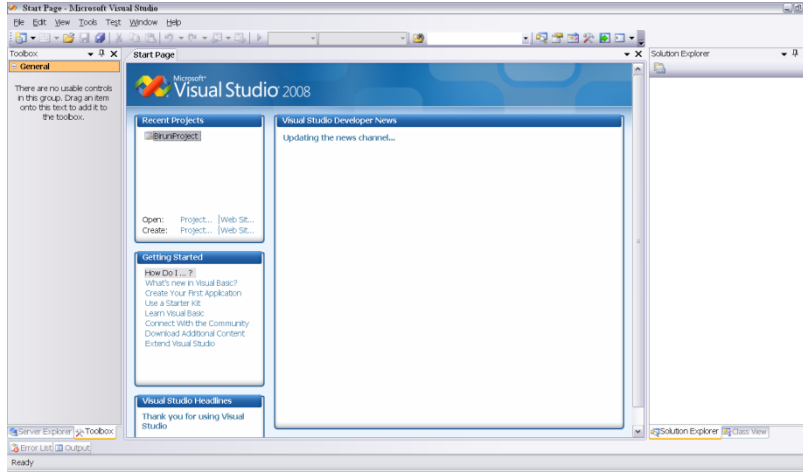 Start Page - Microsoft Visual Studio
File Edit View Tools Test Window Help
Toolbox
General
There are no usable controls
in this group. Drag an item
onto this text to add it to
the toolbox.
Server Explorer Toolbox
Start Page
Microsoft
Visual Studio 2008
Recent Projects
BiruniProject
Open: Project... |Web Sit...
Create: Project... |Web Sit...
Getting Started
How Do I ... ?
What's new in Visual Basic?
Create Your First Application
Use a Starter Kit
Learn Visual Basic
Connect With the Community
Download Additional Content
Extend Visual Studio
Visual Studio Headlines
Thank you for using Visual
Studio
Visual Studio Developer News
Updating the news channel...
Solution Explorer
Solution Explorer Class View
Error List Output
Ready